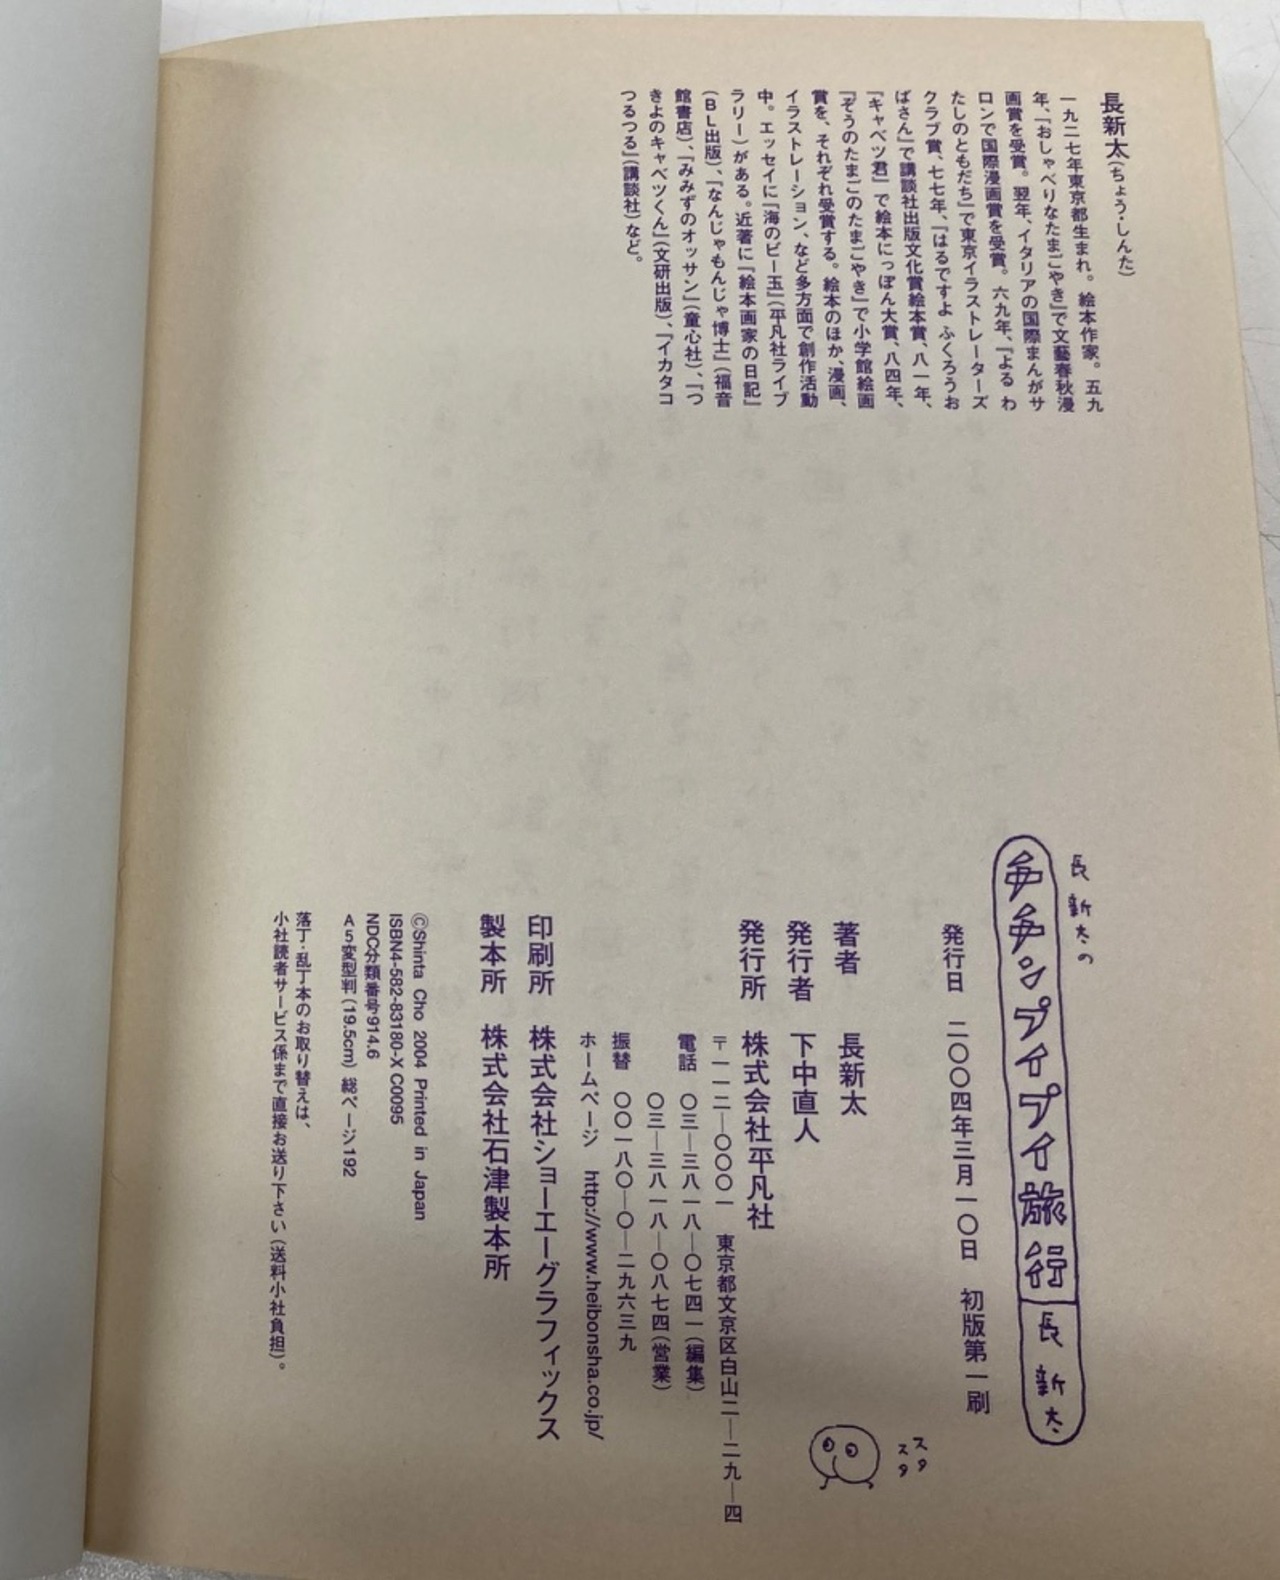 長新太(ちょう・しんた)
一九二七年東京都生まれ。絵本作家。五九
年、『おしゃべりなたまごやき』で文藝春秋漫
画賞を受賞。翌年、イタリアの国際まんがサ
ロンで国際漫画賞を受賞。六九年、『よる わ
たしのともだち』で東京イラストレーターズ
クラブ賞、七七年、『はるですよ ふくろうお
ばさん』で講談社出版文化賞絵本賞、八一年、
『キャベツ君』で絵本にっぽん大賞、八四年、
『ぞうのたまごのたまごやき』で小学館絵画
賞を、それぞれ受賞する。絵本のほか、漫画、
イラストレーション、など多方面で創作活動
中。エッセイに『海のビー玉』(平凡社ライブ
ラリー)がある。近著に『絵本画家の日記』
(BL出版)、『なんじゃもんじゃ博士』(福音
館書店)、『みみずのオッサン』(童心社)、『つ
きよのキャベツくん』(文研出版)、『イカタコ
つるつる』(講談社)など。
長新太の
チチンプイプイ旅行 長新太
発行日 二〇〇四年三月一〇日 初版第一刷
スタ
スタ
著者 長新太
発行者 下中直人
発行所 株式会社平凡社
〒一一二―〇〇〇一 東京都文京区白山二―二九―四
電話 〇三―三八一八―〇七四一(編集)
〇三―三八一八―〇八七四(営業)
振替 〇〇一八〇―〇―二九六三九
ホームページ http://www.heibonsha.co.jp/
印刷所 株式会社ショーエーグラフィックス
製本所 株式会社石津製本所
©Shinta Cho 2004 Printed in Japan
ISBN4-582-83180-X C0095
NDC分類番号914.6
A5変型判(19.5cm) 総ページ192
落丁・乱丁本のお取り替えは、
小社読者サービス係まで直接お送り下さい(送料小社負担)。